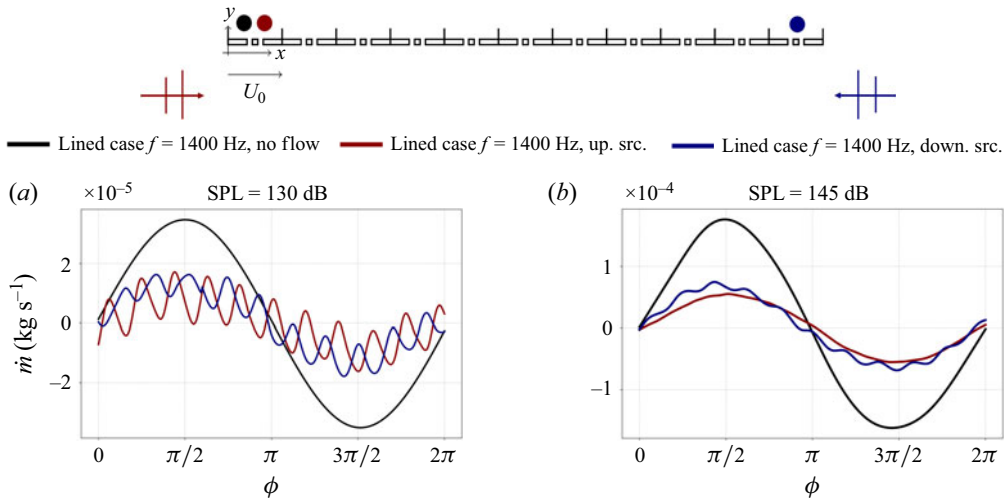 y
x
U₀
Lined case f = 1400 Hz, no flow Lined case f = 1400 Hz, up. src. Lined case f = 1400 Hz, down. src.
(a) ×10⁻⁵ SPL = 130 dB
2
0
−2
ṁ (kg s⁻¹)
0 π/2 π 3π/2 2π
ϕ
(b) ×10⁻⁴ SPL = 145 dB
1
0
−1
0 π/2 π 3π/2 2π
ϕ